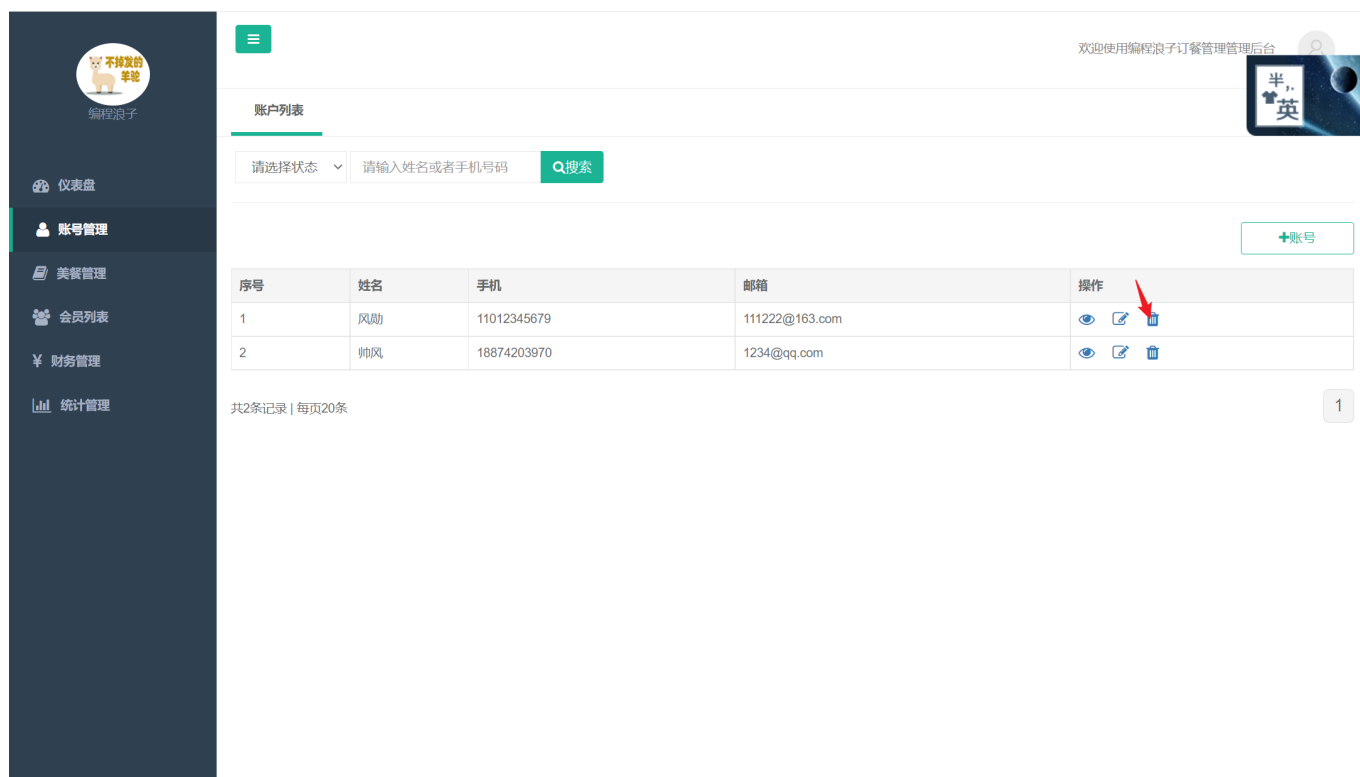 不掉发的
羊驼
编程浪子
仪表盘
账号管理
美餐管理
会员列表
财务管理
统计管理
欢迎使用编程浪子订餐管理管理后台
半,
英
账户列表
请选择状态 请输入姓名或者手机号码 搜索
+账号
序号 姓名 手机 邮箱 操作
1 风勋 11012345679 111222@163.com
2 帅风 18874203970 1234@qq.com
共2条记录 | 每页20条
1